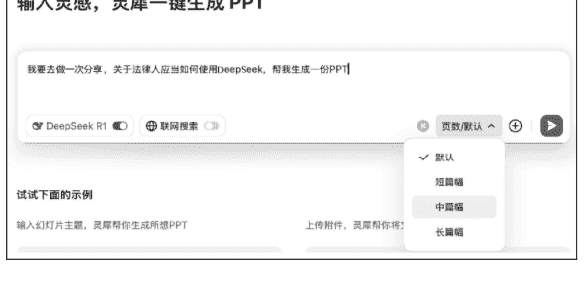 输入灵感，灵犀一键生成 PPT
我要去做一次分享，关于法律人应当如何使用DeepSeek，帮我生成一份PPT
DeepSeek R1 联网搜索 页数/默认
默认
短篇幅
试试下面的示例
中篇幅
输入幻灯片主题，灵犀帮你生成所想PPT 上传附件，灵犀帮你将文
长篇幅